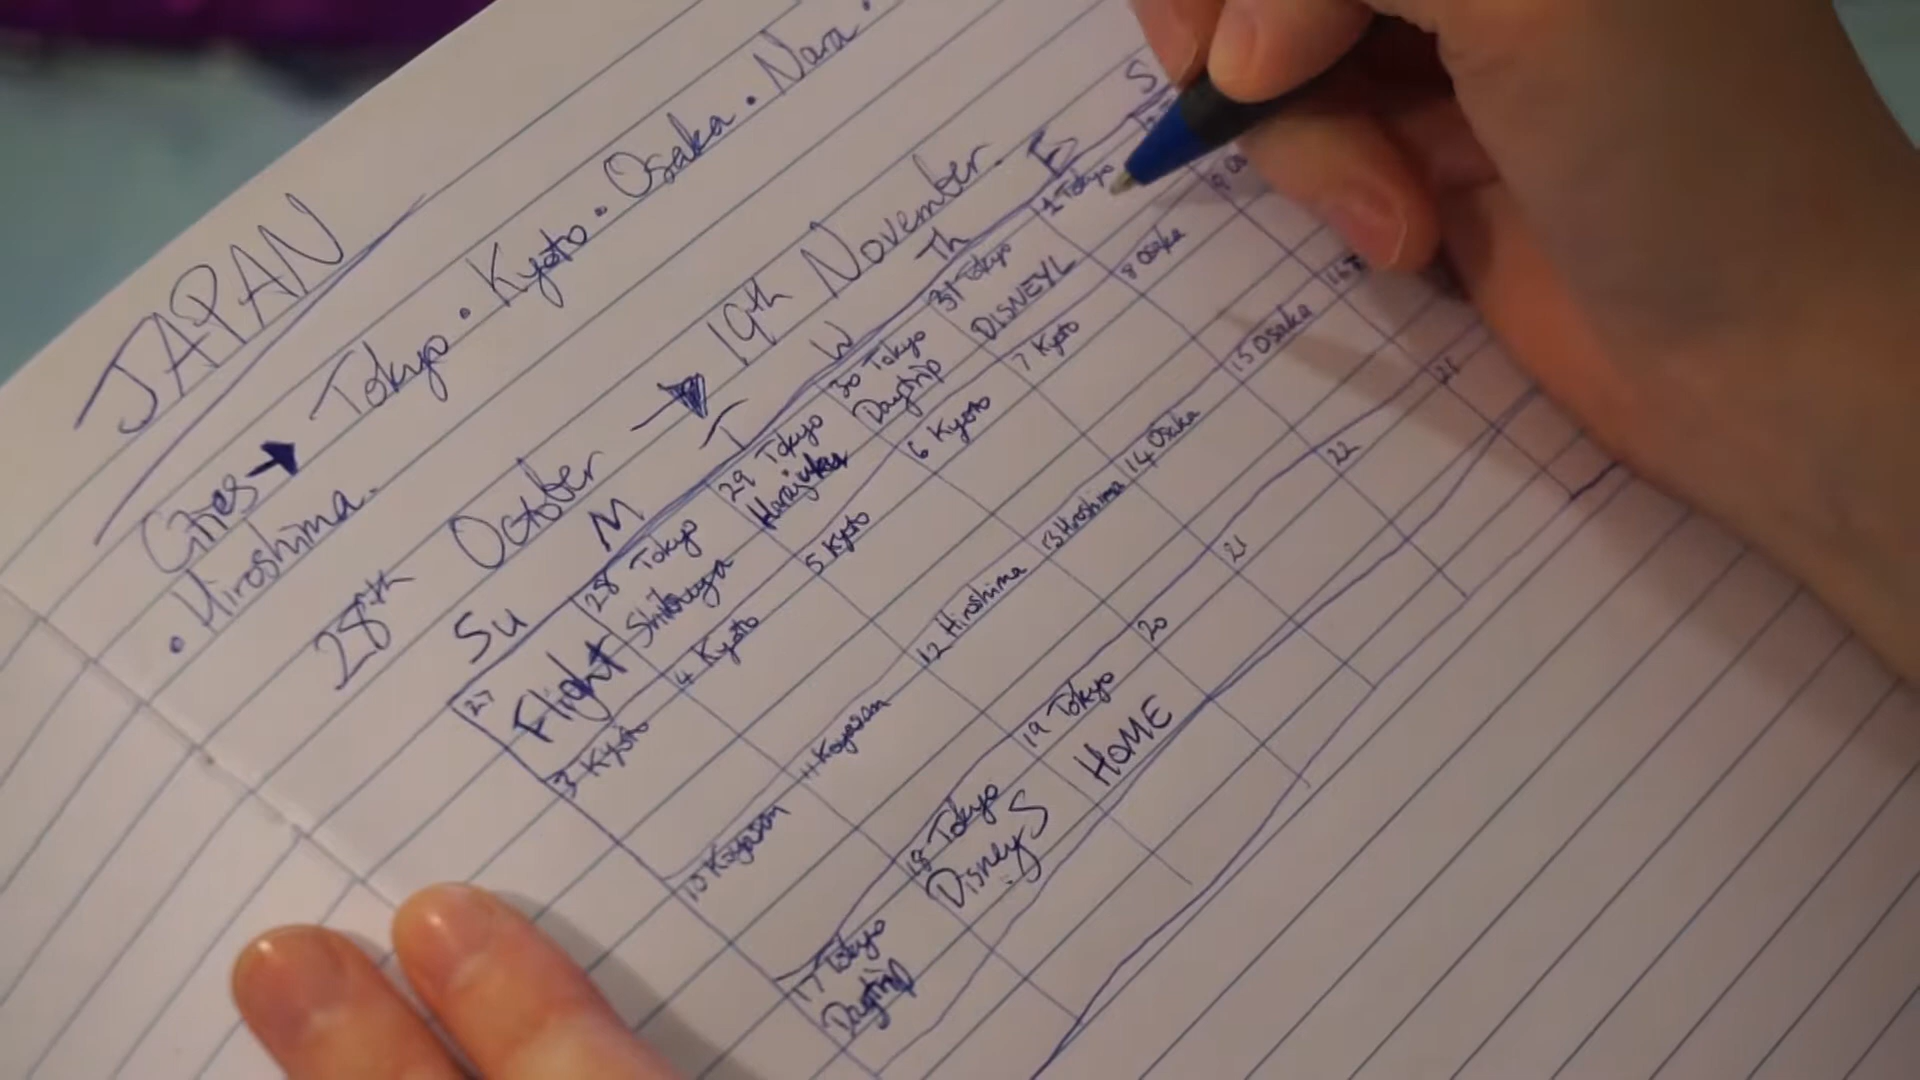 JAPAN
Cities → Tokyo • Kyoto • Osaka • Nara •
• Hiroshima.
28th October → 19th November.
Su M T W Th F S
27 Flight
28 Tokyo Shibuya
29 Tokyo Harajuku
30 Tokyo Daytrip
31 Tokyo DISNEYL
1 Tokyo
3 Kyoto
4 Kyoto
5 Kyoto
6 Kyoto
7 Kyoto
8 Osaka
9
10 Koyasan
11 Koyasan
12 Hiroshima
13 Hiroshima
14 Osaka
15 Osaka
16
17 Tokyo Daytrip
18 Tokyo DisneyS
19 Tokyo HOME
20
21
22